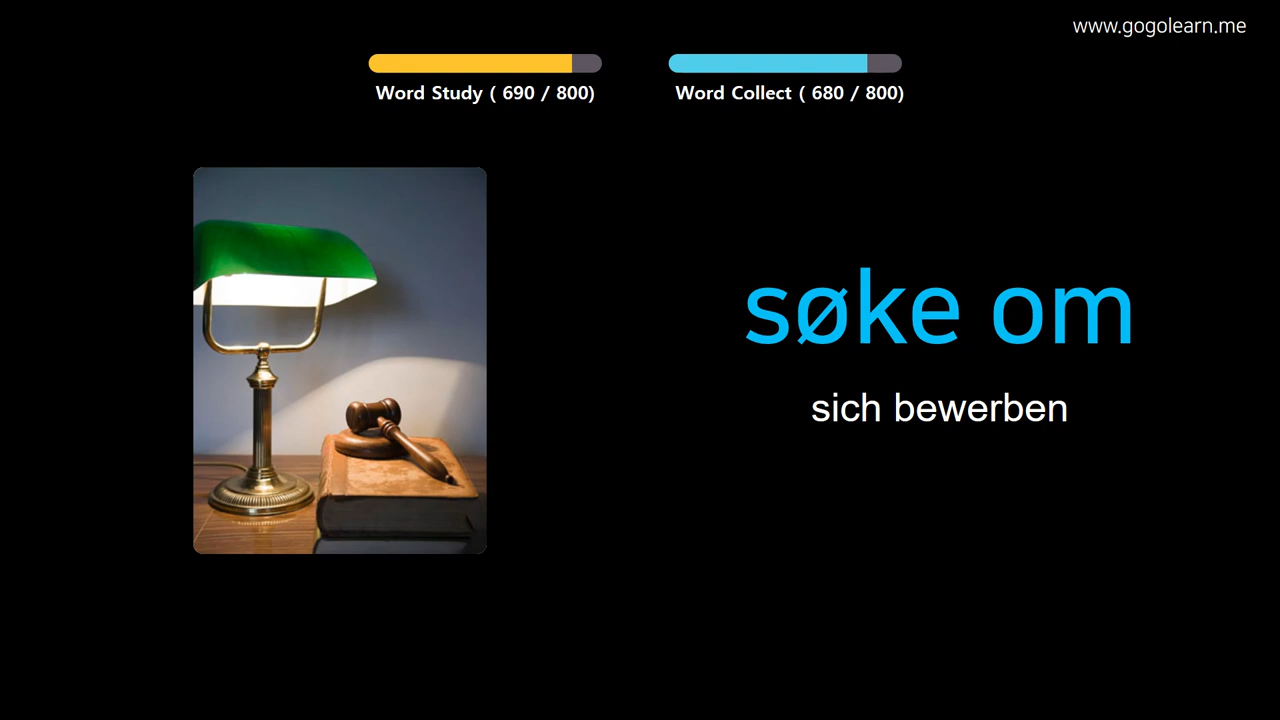 www.gogolearn.me
Word Study ( 690 / 800)
Word Collect ( 680 / 800)
søke om
sich bewerben